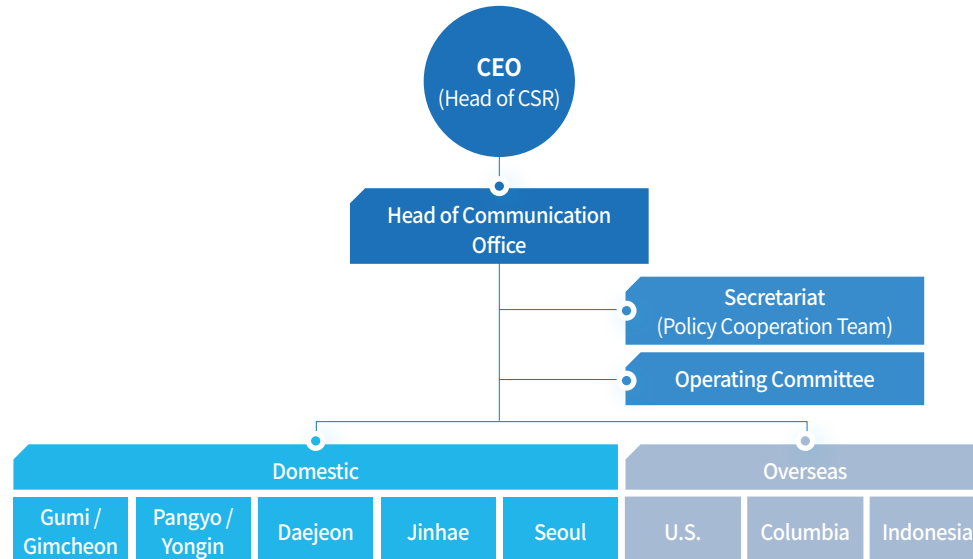 CEO
(Head of CSR)
Head of Communication
Office
Secretariat
(Policy Cooperation Team)
Operating Committee
Domestic
Overseas
Gumi /
Gimcheon
Pangyo /
Yongin
Daejeon
Jinhae
Seoul
U.S.
Columbia
Indonesia